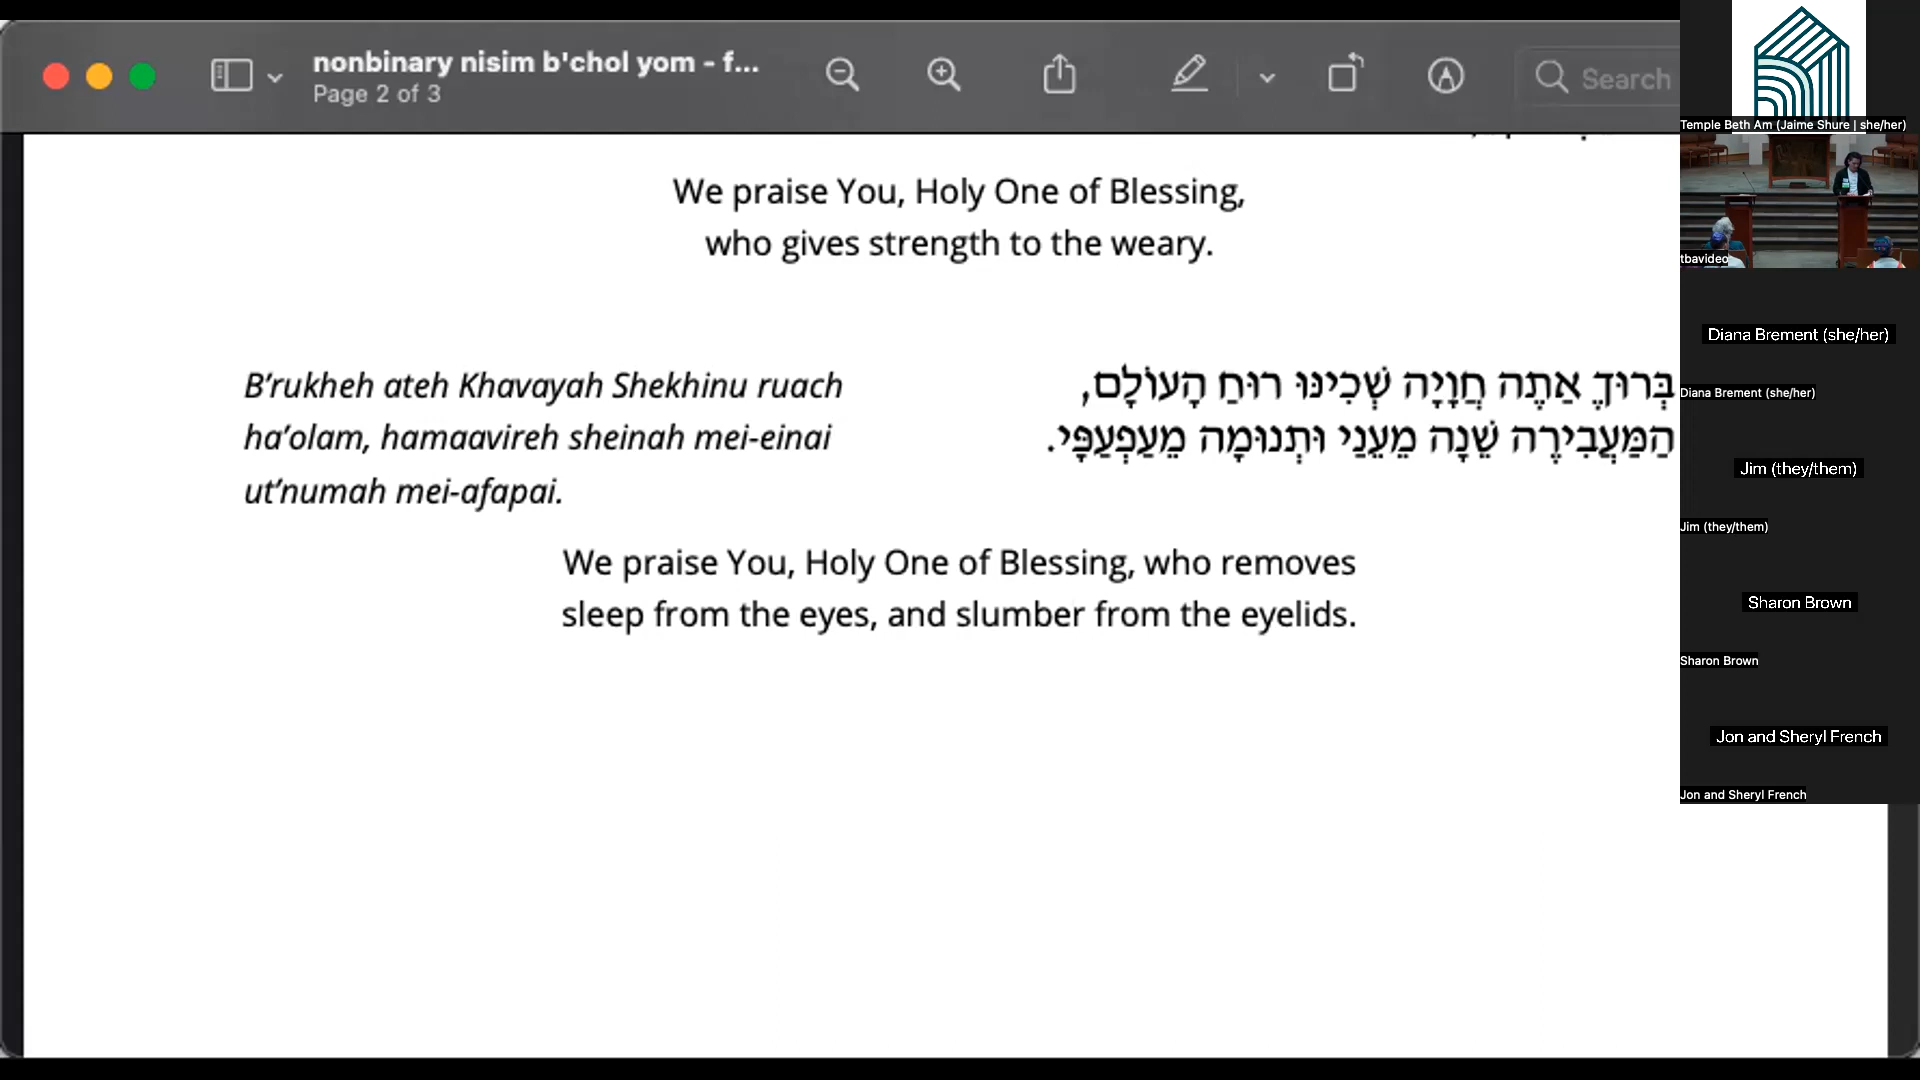 nonbinary nisim b'chol yom - f...
Page 2 of 3
Search
We praise You, Holy One of Blessing,
who gives strength to the weary.
B’rukheh ateh Khavayah Shekhinu ruach
ha’olam, hamaavireh sheinah mei-einai
ut’numah mei-afapai.
בְּרוּךֶ אַתֶה חֲוָיָה שְׁכִינּוּ רוּחַ הָעוֹלָם,
הַמַּעֲבִירֶה שֵׁנָה מֵעֵנַי וּתְנוּמָה מֵעַפְעַפָּי.
We praise You, Holy One of Blessing, who removes
sleep from the eyes, and slumber from the eyelids.
Temple Beth Am (Jaime Shure | she/her)
tbavideo
Diana Brement (she/her)
Diana Brement (she/her)
Jim (they/them)
Jim (they/them)
Sharon Brown
Sharon Brown
Jon and Sheryl French
Jon and Sheryl French